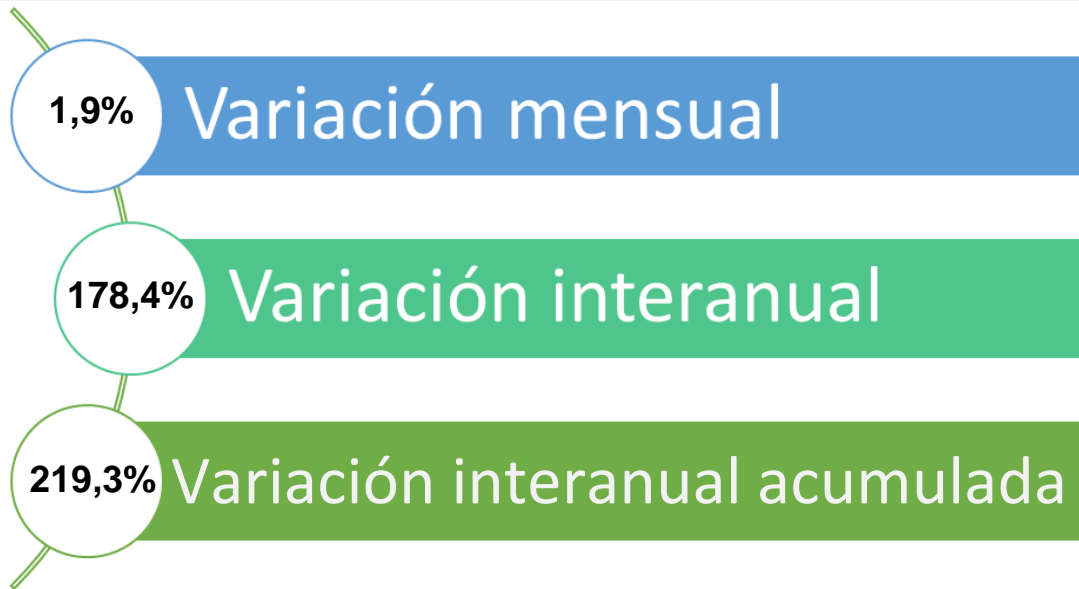 1,9% Variación mensual
178,4% Variación interanual
219,3% Variación interanual acumulada